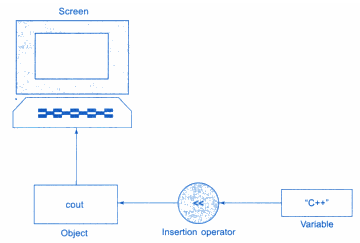 Screen
cout
Object
<<
Insertion operator
"C++"
Variable